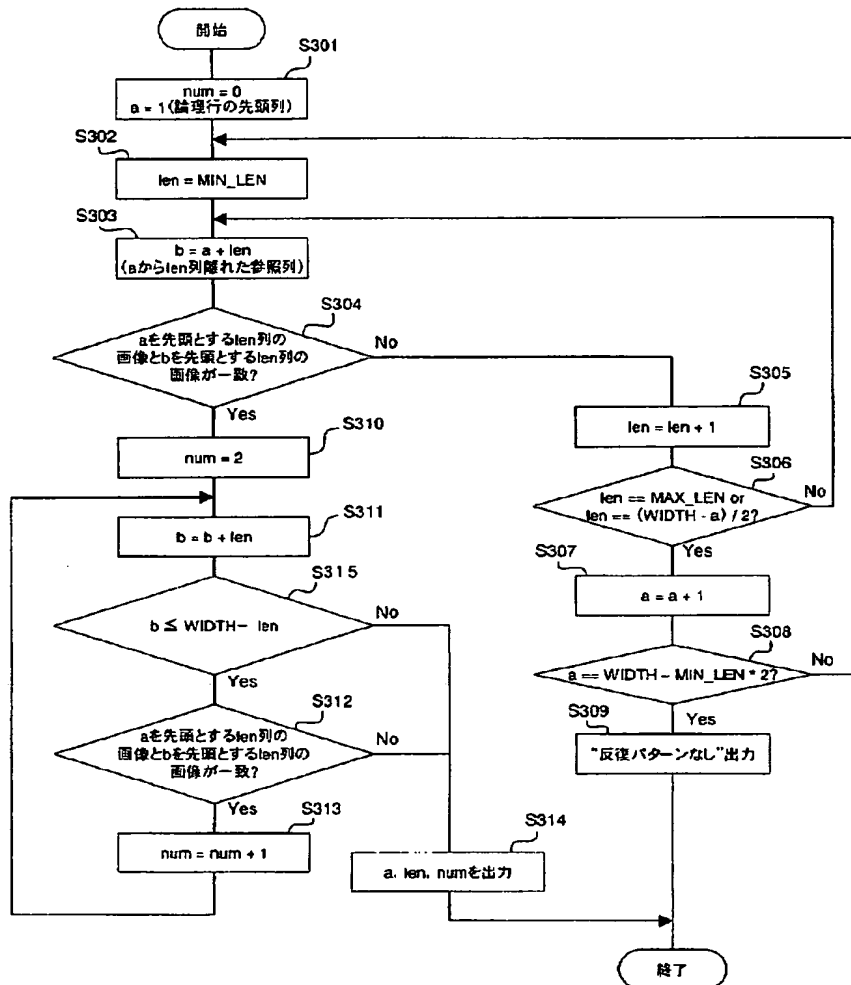 開始
S301
num = 0
a = 1(論理行の先頭列)
S302
len = MIN_LEN
S303
b = a + len
(aからlen列離れた参照列)
S304
aを先頭とするlen列の
画像とbを先頭とするlen列の
画像が一致?
No
Yes
S305
len = len + 1
S306
len == MAX_LEN or
len == (WIDTH - a) / 2?
No
Yes
S307
a = a + 1
S308
a == WIDTH - MIN_LEN * 2?
No
Yes
S309
"反復パターンなし"出力
S310
num = 2
S311
b = b + len
S315
b ≦ WIDTH - len
No
Yes
S312
aを先頭とするlen列の
画像とbを先頭とするlen列の
画像が一致?
No
Yes
S313
num = num + 1
S314
a, len, numを出力
終了